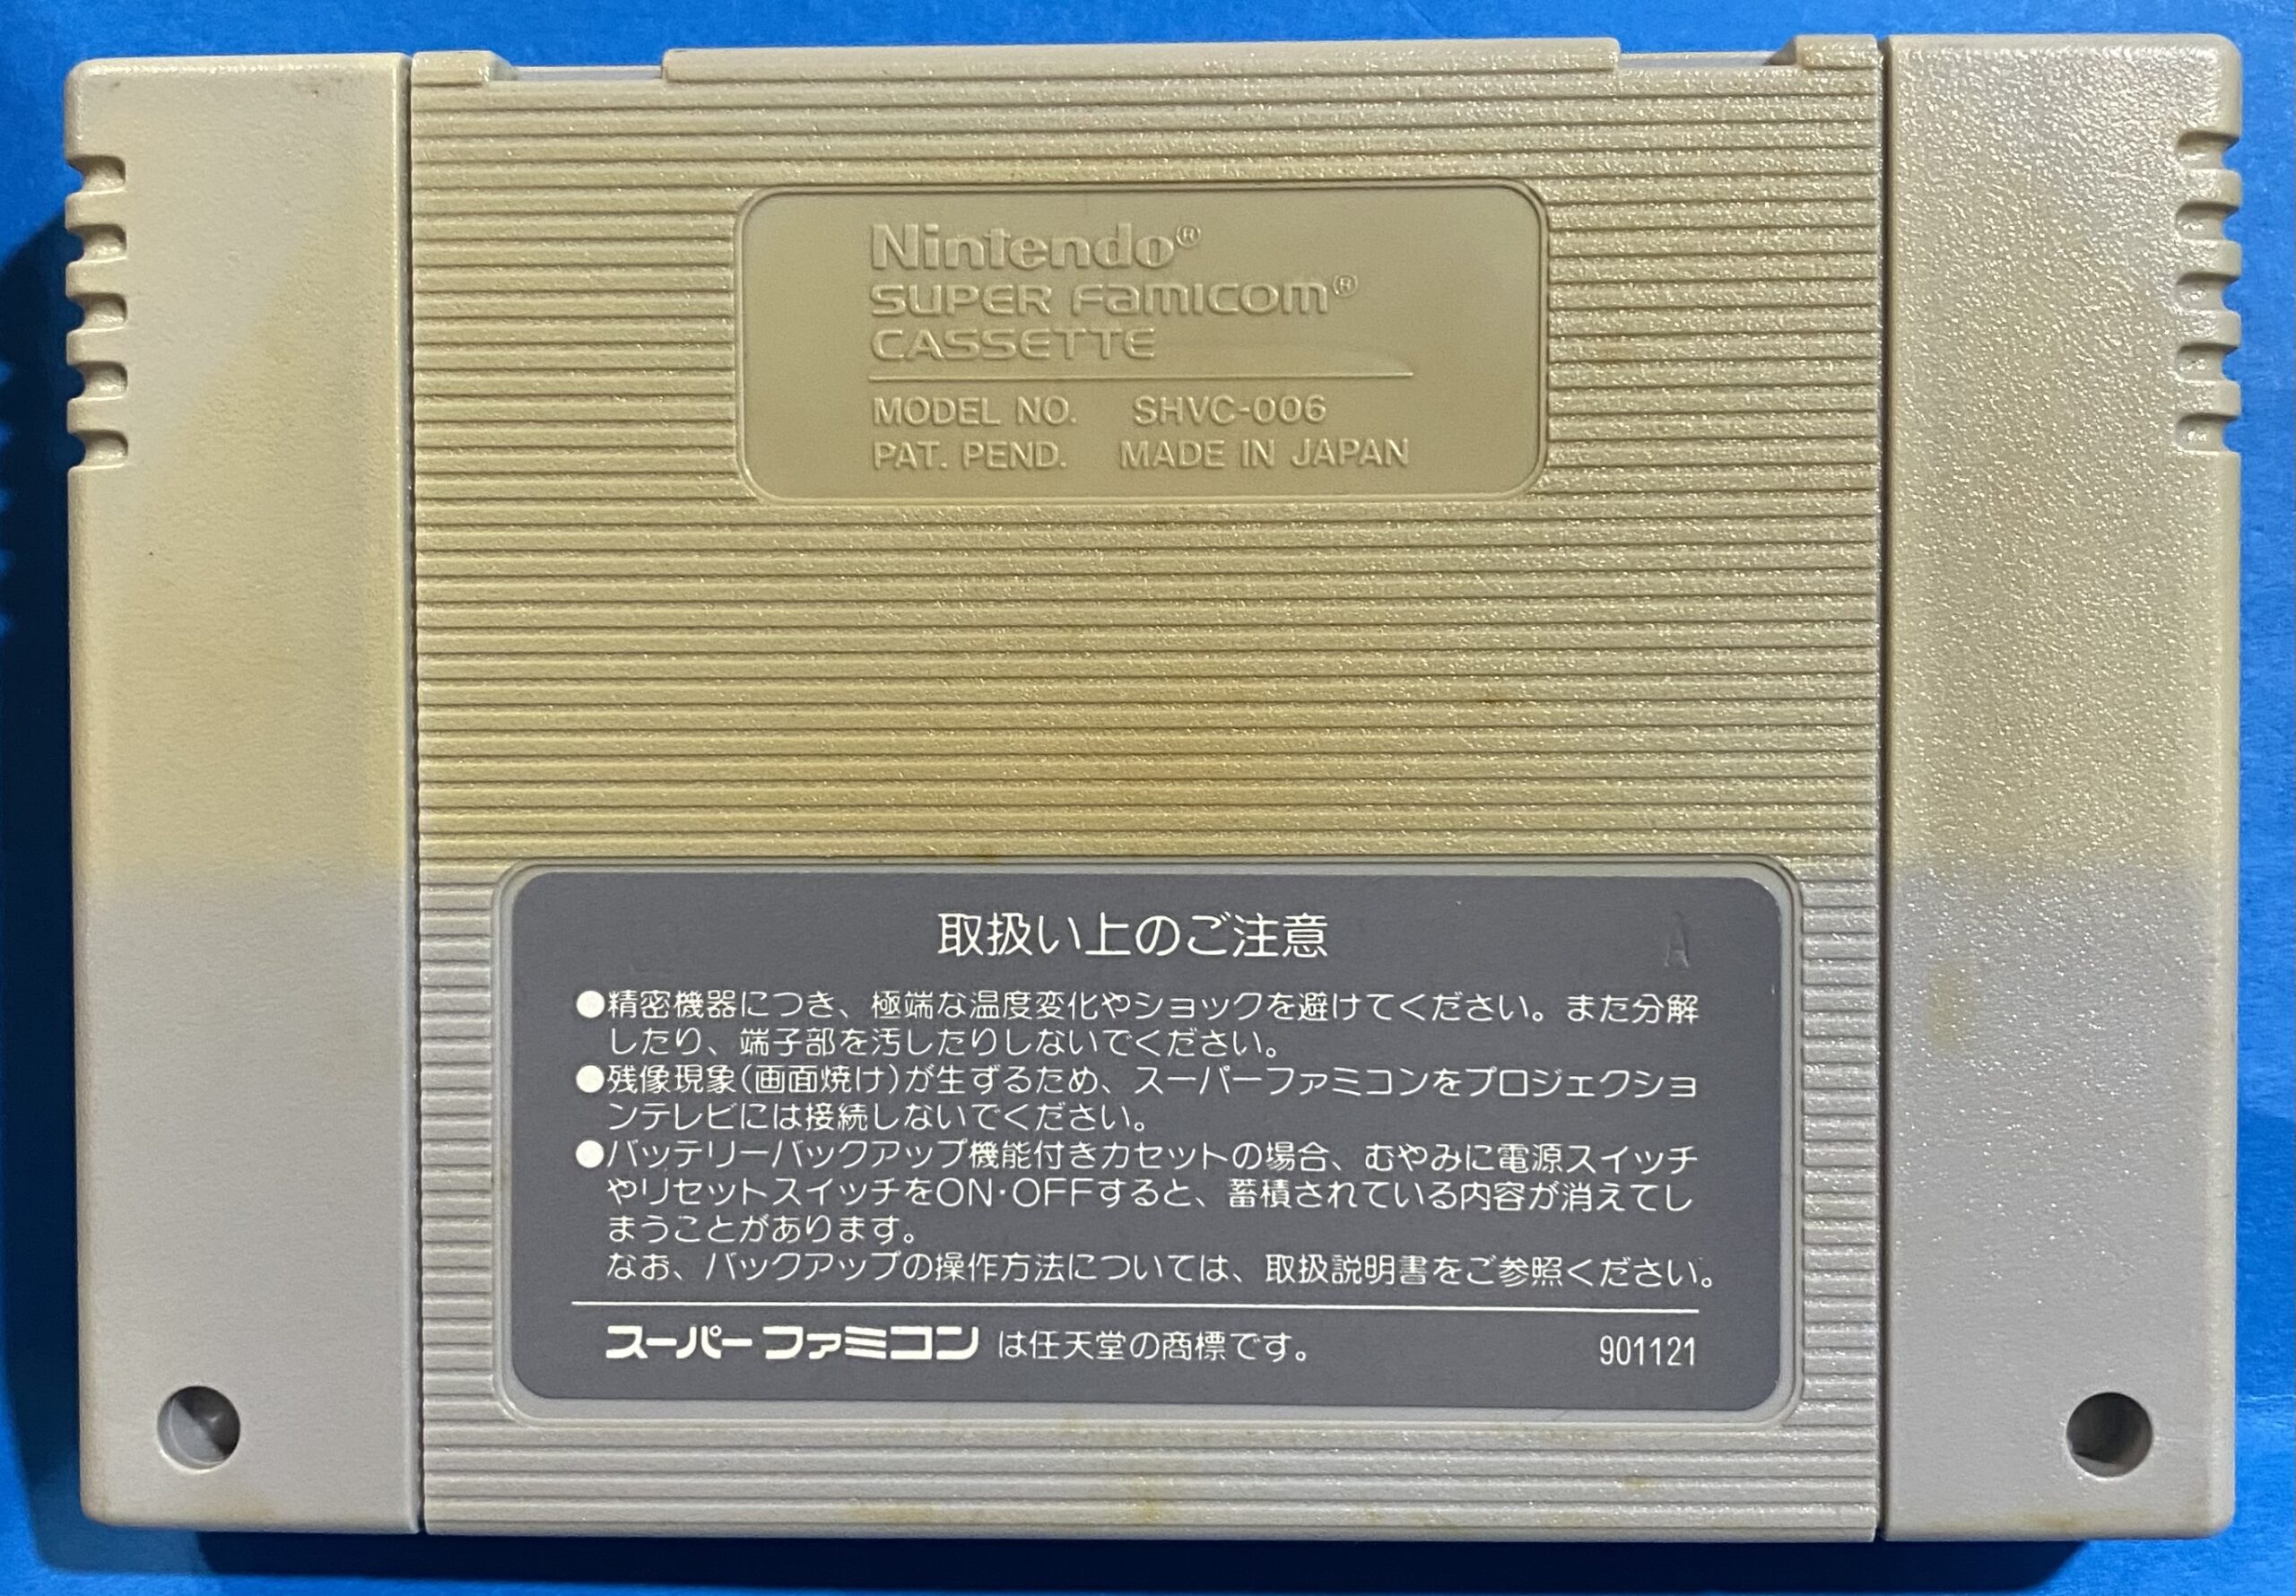 Nintendo®
SUPER FAMICOM®
CASSETTE
MODEL NO. SHVC-006
PAT. PEND. MADE IN JAPAN
取扱い上のご注意 A
●精密機器につき、極端な温度変化やショックを避けてください。また分解
したり、端子部を汚したりしないでください。
●残像現象(画面焼け)が生ずるため、スーパーファミコンをプロジェクショ
ンテレビには接続しないでください。
●バッテリーバックアップ機能付きカセットの場合、むやみに電源スイッチ
やリセットスイッチをON・OFFすると、蓄積されている内容が消えてし
まうことがあります。
なお、バックアップの操作方法については、取扱説明書をご参照ください。
スーパーファミコン は任天堂の商標です。 901121